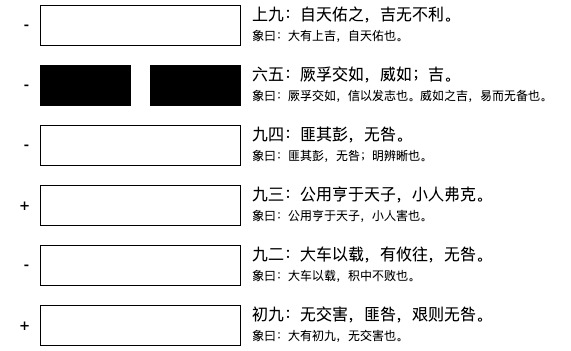 - 上九：自天佑之，吉无不利。
象曰：大有上吉，自天佑也。
- 六五：厥孚交如，威如；吉。
象曰：厥孚交如，信以发志也。威如之吉，易而无备也。
- 九四：匪其彭，无咎。
象曰：匪其彭，无咎；明辨晰也。
+ 九三：公用亨于天子，小人弗克。
象曰：公用亨于天子，小人害也。
- 九二：大车以载，有攸往，无咎。
象曰：大车以载，积中不败也。
+ 初九：无交害，匪咎，艰则无咎。
象曰：大有初九，无交害也。